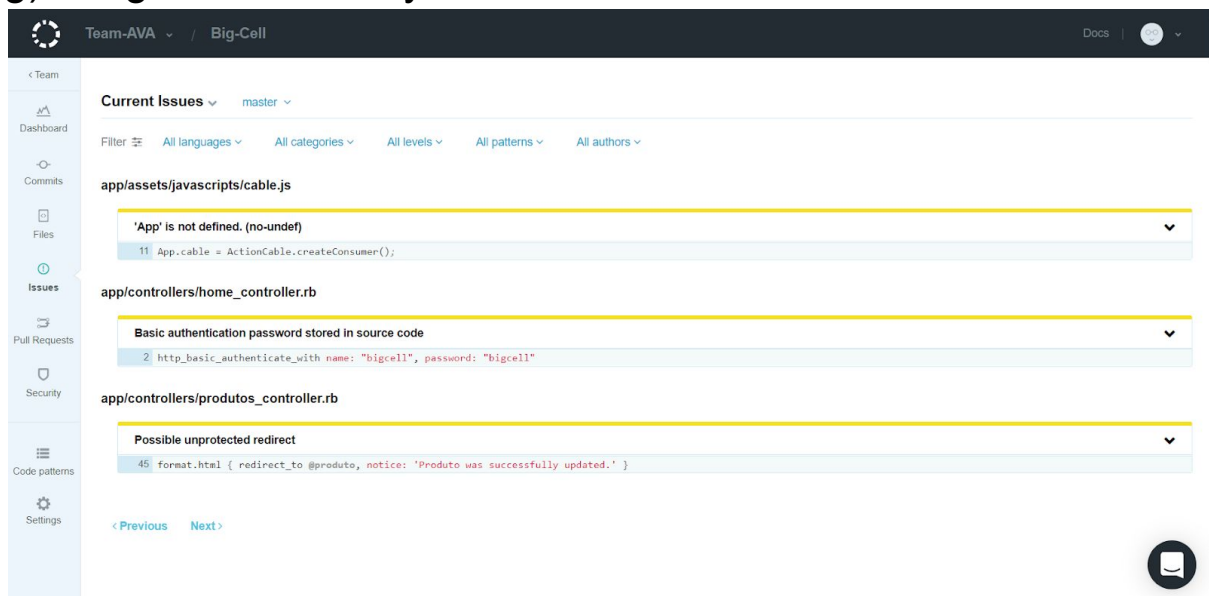 Team-AVA / Big-Cell Docs |
< Team
Dashboard
Commits
Files
Issues
Pull Requests
Security
Code patterns
Settings
Current Issues master
Filter All languages All categories All levels All patterns All authors
app/assets/javascripts/cable.js
'App' is not defined. (no-undef)
11 App.cable = ActionCable.createConsumer();
app/controllers/home_controller.rb
Basic authentication password stored in source code
2 http_basic_authenticate_with name: "bigcell", password: "bigcell"
app/controllers/produtos_controller.rb
Possible unprotected redirect
45 format.html { redirect_to @produto, notice: 'Produto was successfully updated.' }
< Previous Next >